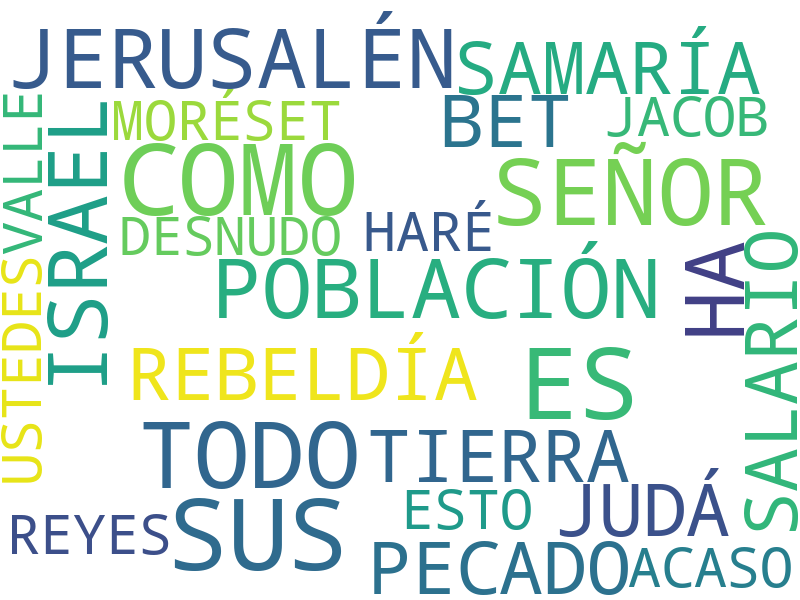 JERUSALÉN
SAMARÍA
VALLE
ISRAEL
MORÉSET
BET
JACOB
COMO
SEÑOR
DESNUDO
HARÉ
USTEDES
POBLACIÓN
HA
SALARIO
REBELDÍA
ES
TODO
TIERRA
SUS
ESTO
JUDÁ
REYES
PECADO
ACASO